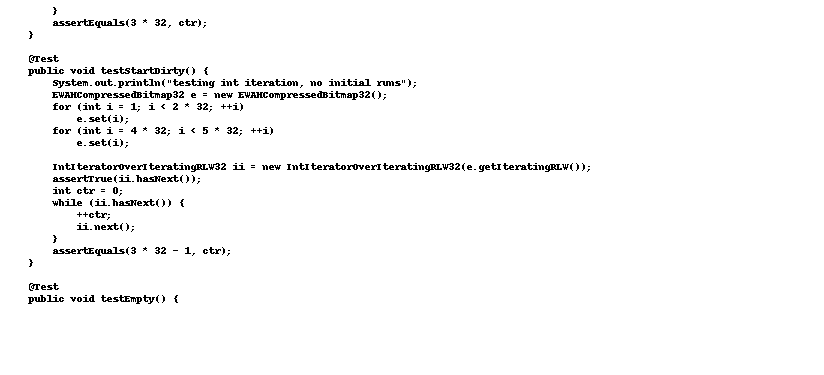 }
    assertEquals(3 * 32, ctr);
}

@Test
public void testStartDirty() {
    System.out.println("testing int iteration, no initial runs");
    EWAHCompressedBitmap32 e = new EWAHCompressedBitmap32();
    for (int i = 1; i < 2 * 32; ++i)
        e.set(i);
    for (int i = 4 * 32; i < 5 * 32; ++i)
        e.set(i);

    IntIteratorOverIteratingRLW32 ii = new IntIteratorOverIteratingRLW32(e.getIteratingRLW());
    assertTrue(ii.hasNext());
    int ctr = 0;
    while (ii.hasNext()) {
        ++ctr;
        ii.next();
    }
    assertEquals(3 * 32 - 1, ctr);
}

@Test
public void testEmpty() {